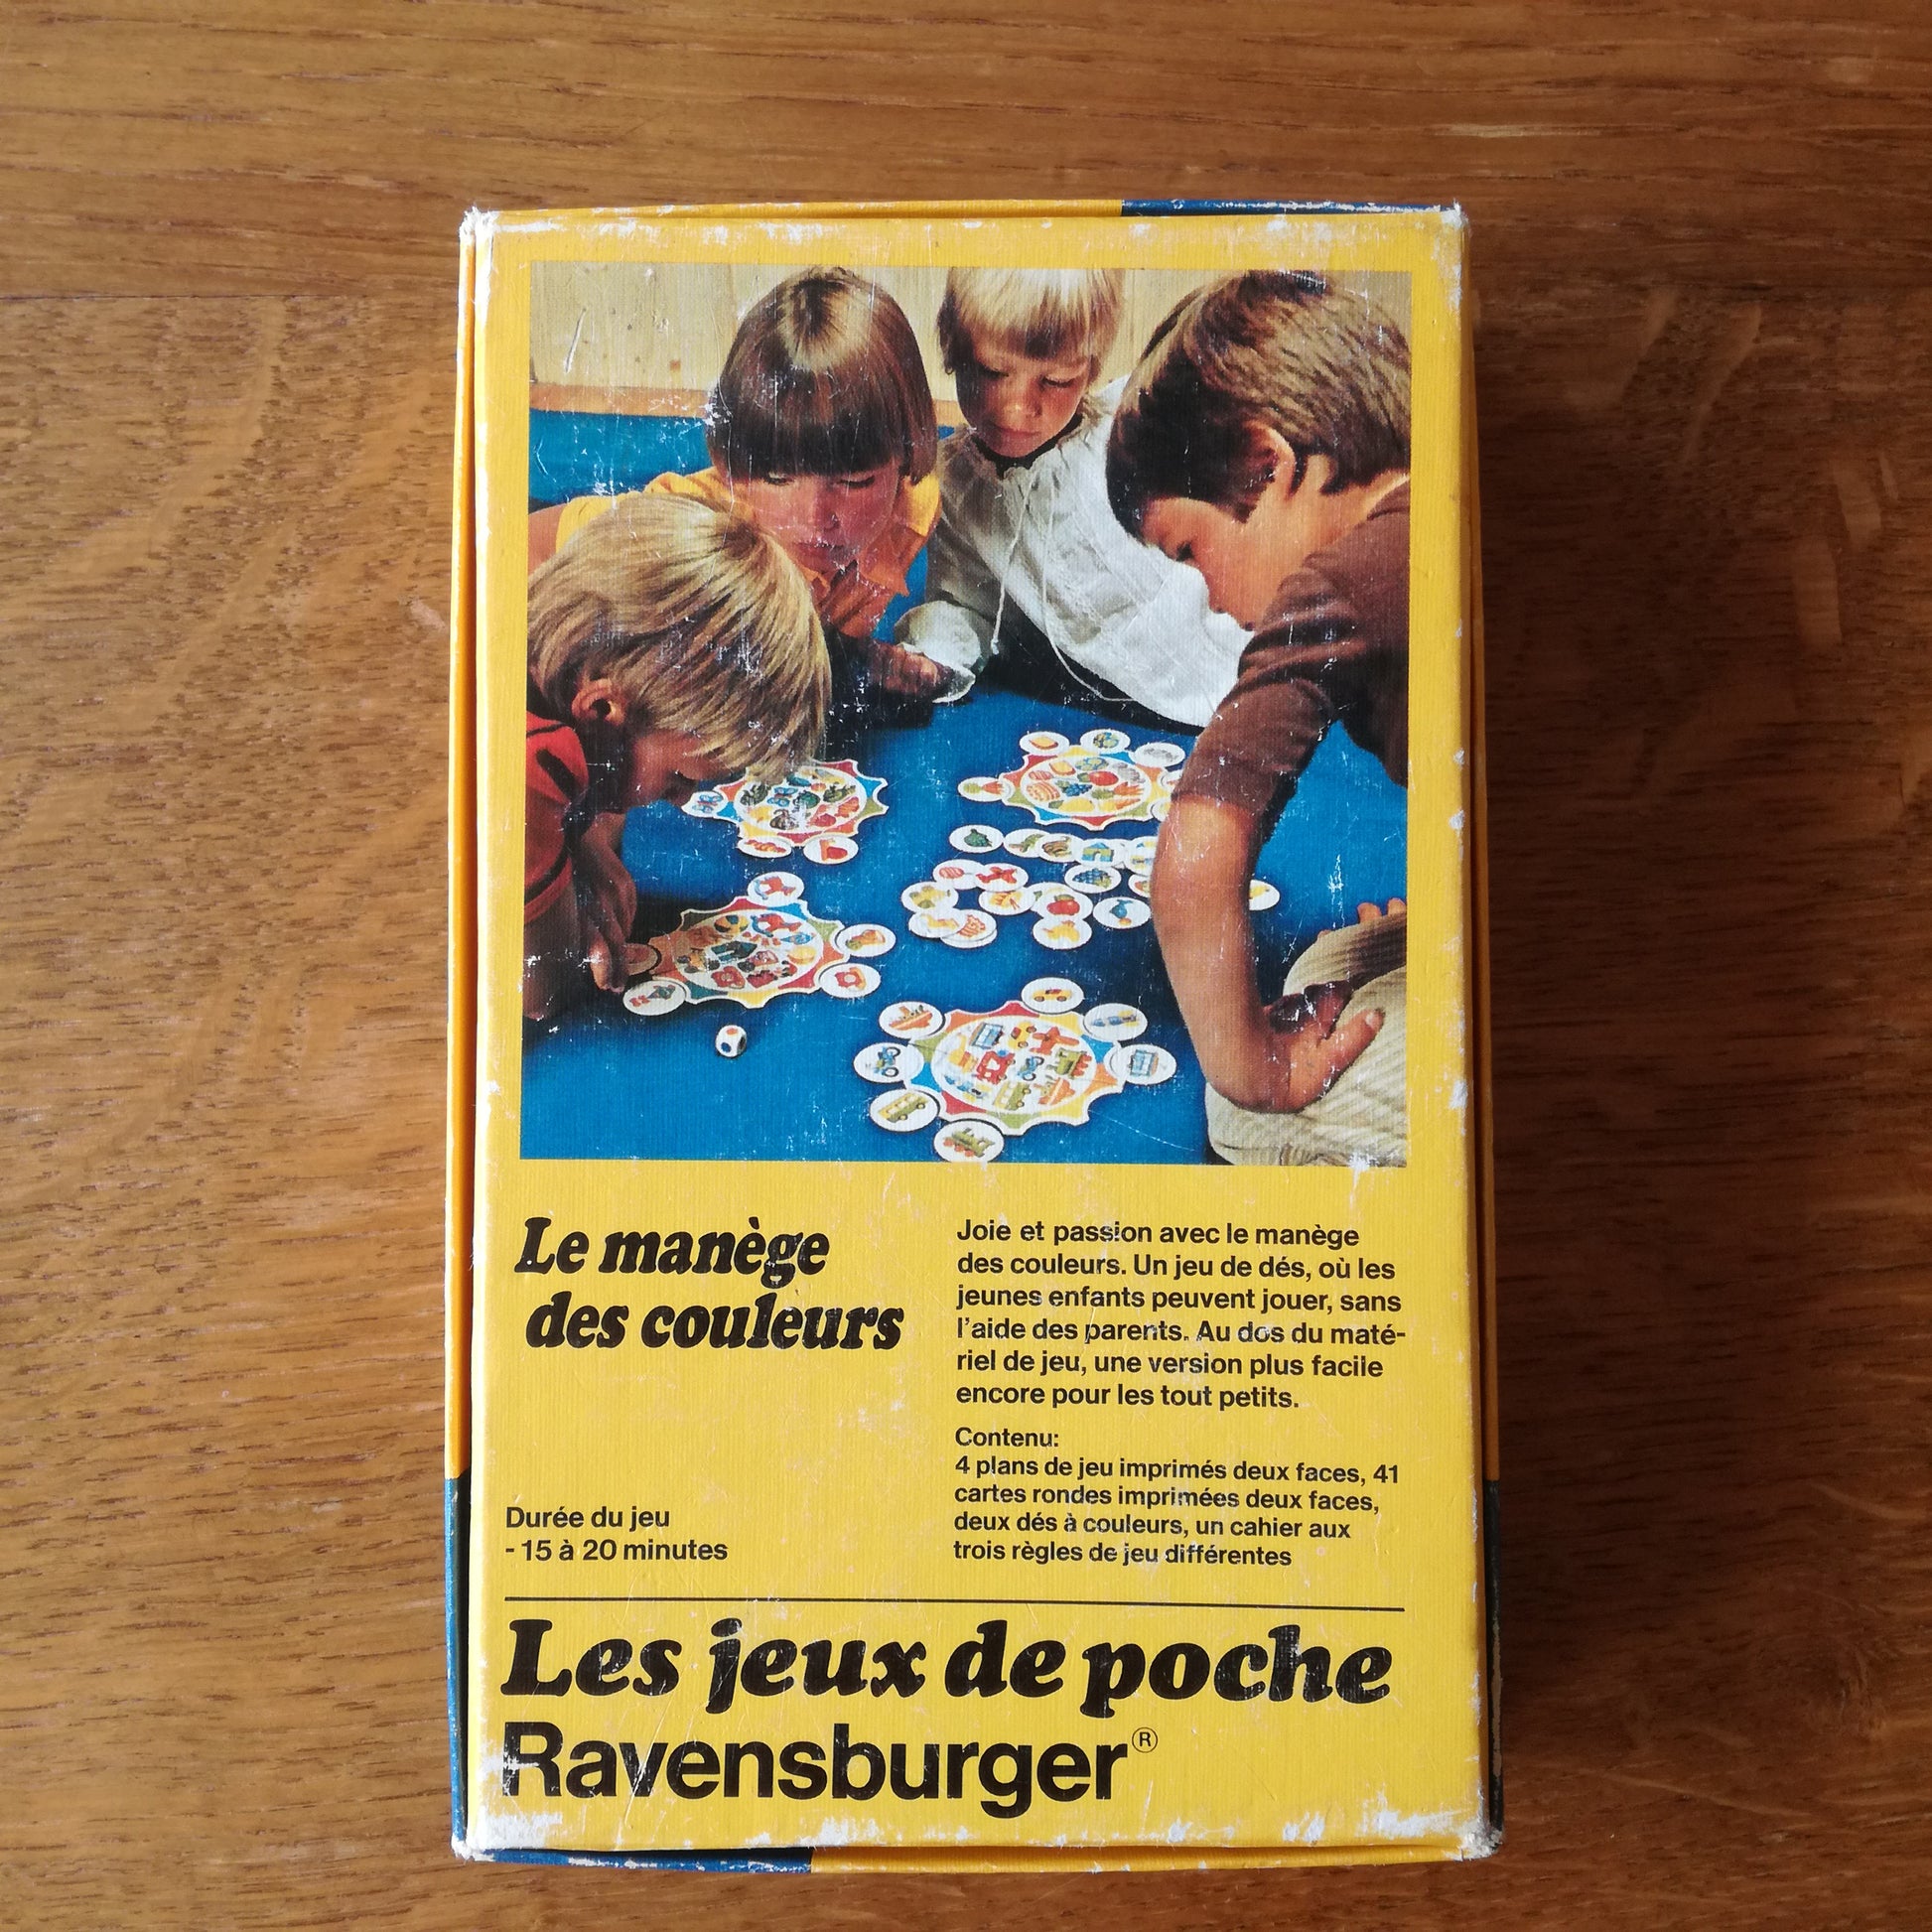 Le manège
des couleurs
Joie et passion avec le manège
des couleurs. Un jeu de dés, où les
jeunes enfants peuvent jouer, sans
l'aide des parents. Au dos du maté-
riel de jeu, une version plus facile
encore pour les tout petits.
Contenu:
4 plans de jeu imprimés deux faces, 41
cartes rondes imprimées deux faces,
deux dés à couleurs, un cahier aux
trois règles de jeu différentes
Durée du jeu
- 15 à 20 minutes
Les jeux de poche
Ravensburger®